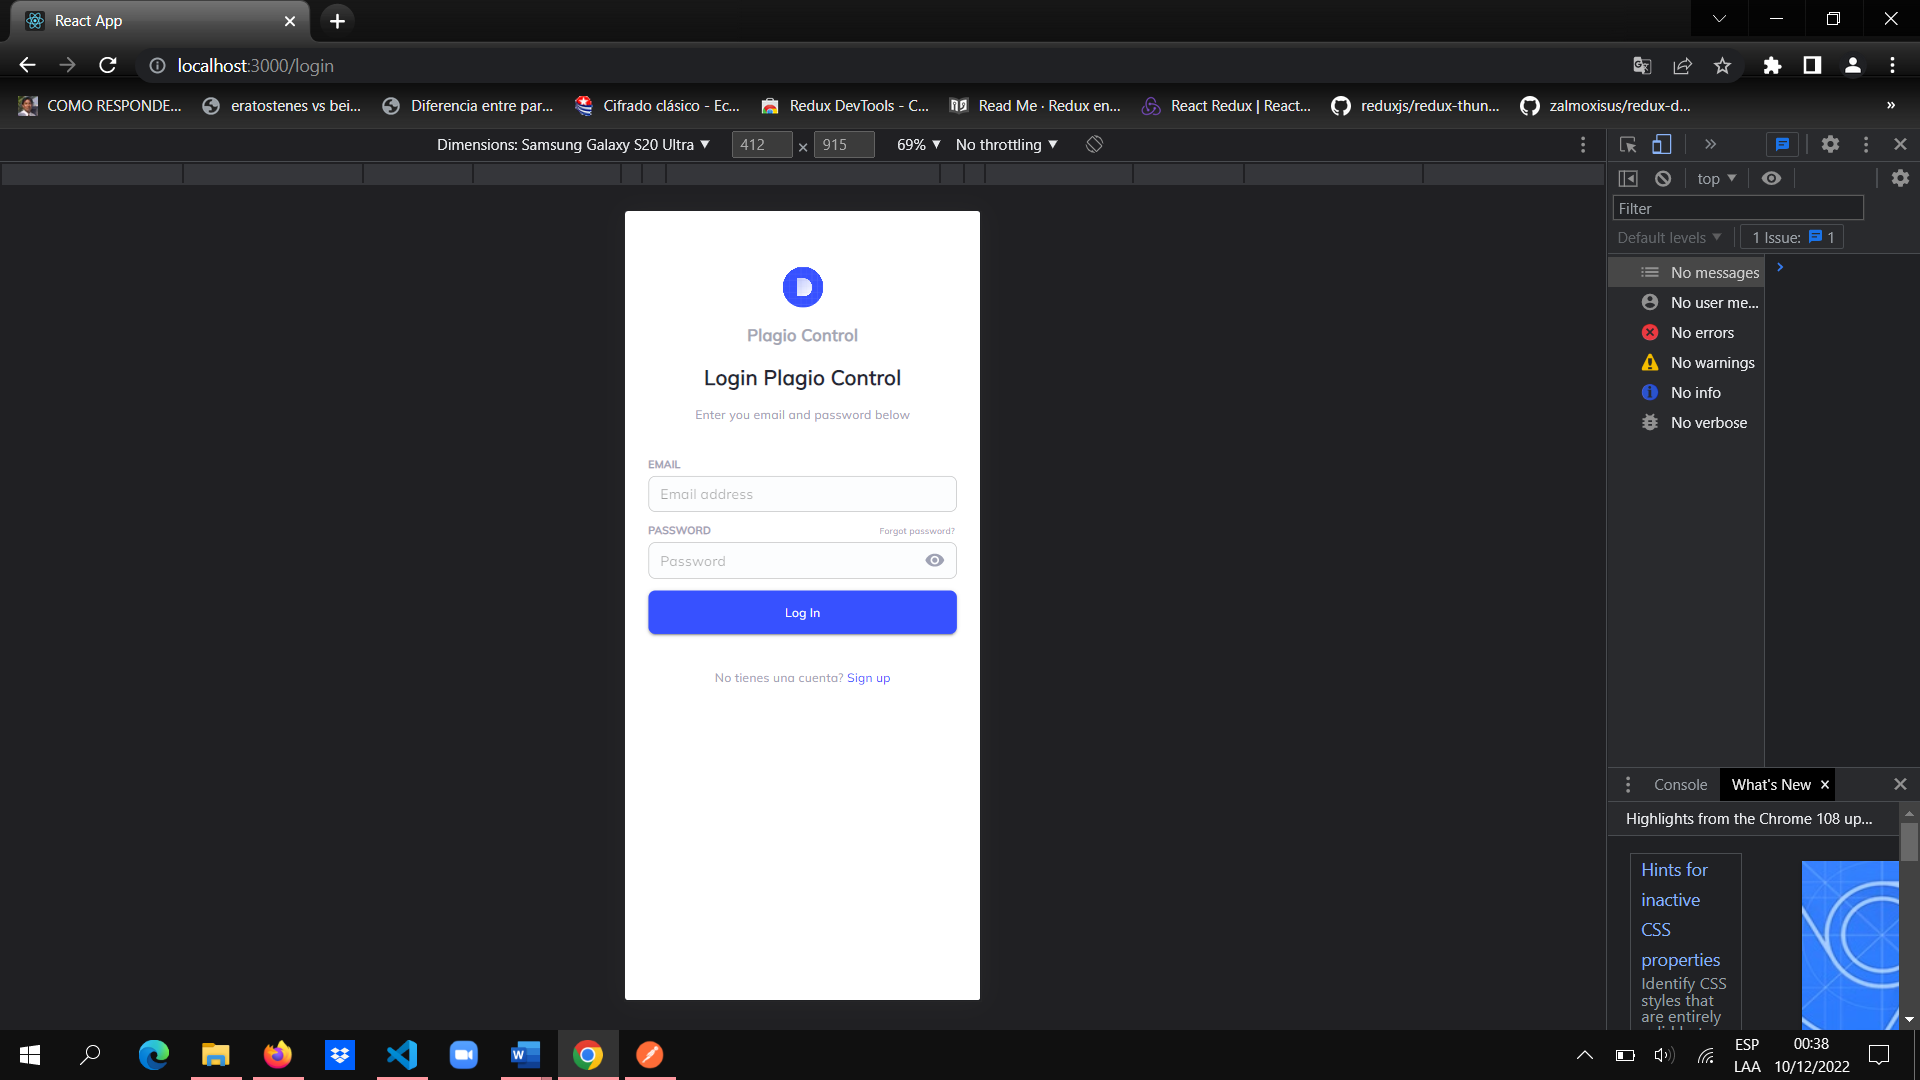 React App
localhost:3000/login
COMO RESPONDE...
eratostenes vs bei...
Diferencia entre par...
Cifrado clásico - Ec...
Redux DevTools - C...
Read Me · Redux en...
React Redux | React...
reduxjs/redux-thun...
zalmoxisus/redux-d...
»
Dimensions: Samsung Galaxy S20 Ultra 412 × 915 69% No throttling
top
Filter
Default levels 1 Issue: 1
No messages
No user me...
No errors
No warnings
No info
No verbose
Plagio Control
Login Plagio Control
Enter you email and password below
EMAIL
Email address
PASSWORD Forgot password?
Password
Log In
No tienes una cuenta? Sign up
Console What's New
Highlights from the Chrome 108 up...
Hints for
inactive
CSS
properties
Identify CSS
styles that
are entirely
ESP 00:38
LAA 10/12/2022